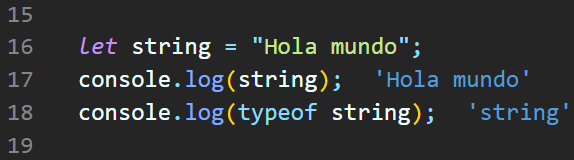 15
16 let string = "Hola mundo";
17 console.log(string); 'Hola mundo'
18 console.log(typeof string); 'string'
19